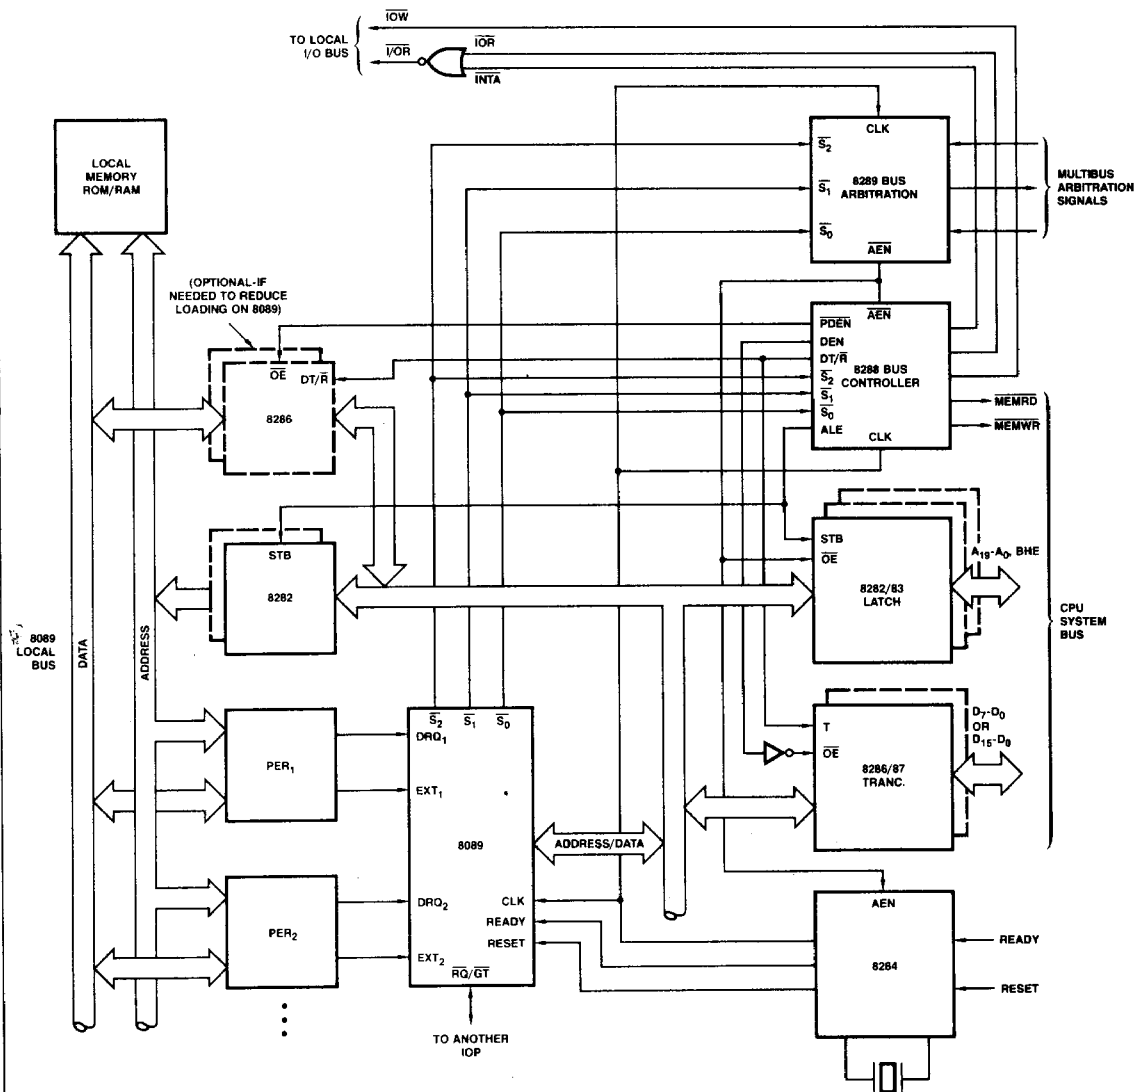 IOW
TO LOCAL
I/O BUS
I/OR
IOR
INTA
LOCAL
MEMORY
ROM/RAM
CLK
S2
S1
S0
8289 BUS
ARBITRATION
AEN
MULTIBUS
ARBITRATION
SIGNALS
(OPTIONAL-IF
NEEDED TO REDUCE
LOADING ON 8089)
OE
DT/R
8286
PDEN
DEN
DT/R
S2
S1
S0
ALE
AEN
8288 BUS
CONTROLLER
CLK
MEMRD
MEMWR
STB
8282
STB
OE
8282/83
LATCH
A19-A0, BHE
CPU
SYSTEM
BUS
8089
LOCAL
BUS
DATA
ADDRESS
T
OE
8286/87
TRANC.
D7-D0
OR
D15-D0
PER1
PER2
S2 S1 S0
DRQ1
EXT1
8089
DRQ2
EXT2
CLK
READY
RESET
RQ/GT
ADDRESS/DATA
TO ANOTHER
IOP
AEN
8284
READY
RESET